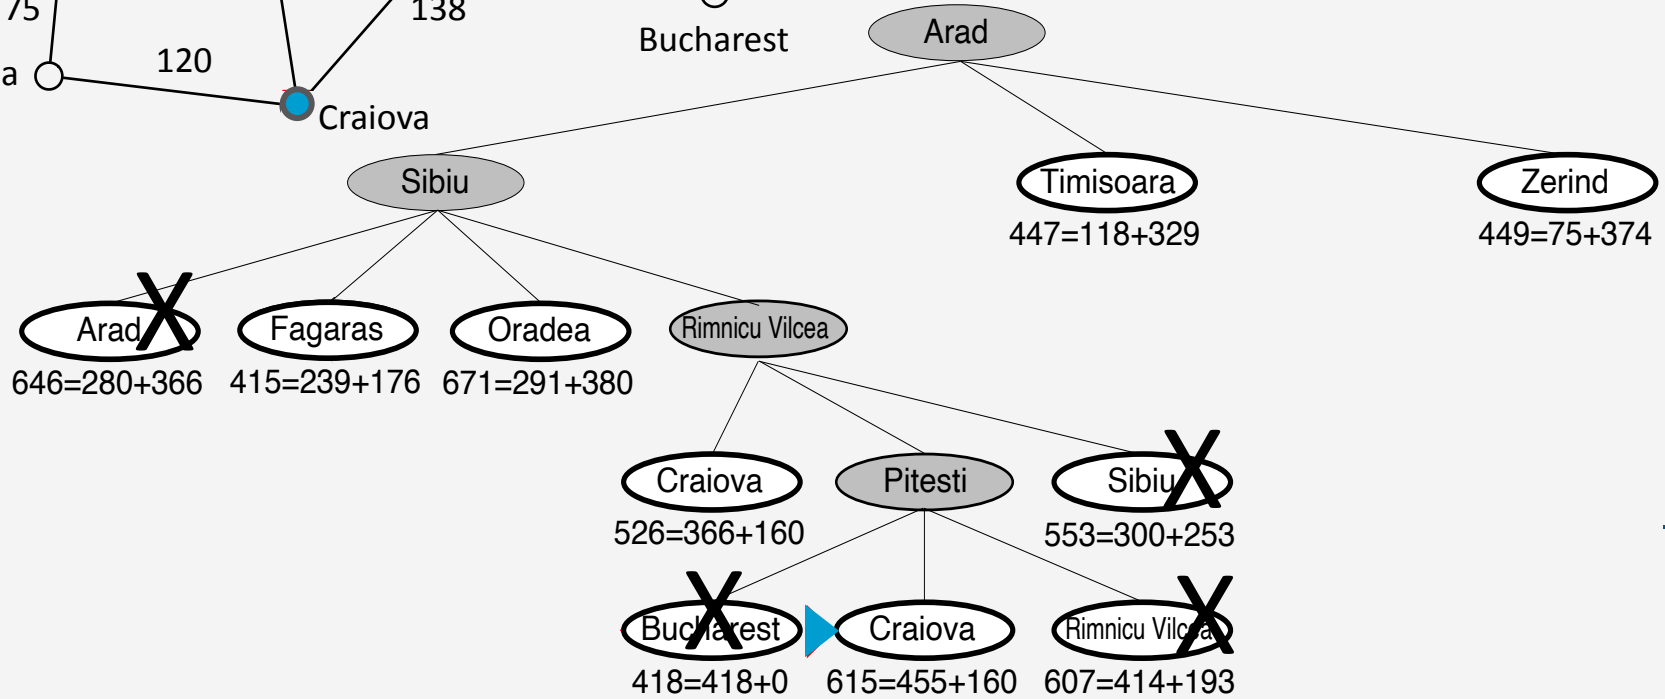 75
138
Bucharest
Arad
a
120
Craiova
Sibiu
Timisoara
Zerind
447=118+329
449=75+374
Arad
X
Fagaras
Oradea
Rimnicu Vilcea
646=280+366
415=239+176
671=291+380
Craiova
Pitesti
Sibiu
X
526=366+160
553=300+253
Bucharest
X
Craiova
Rimnicu Vilcea
X
418=418+0
615=455+160
607=414+193